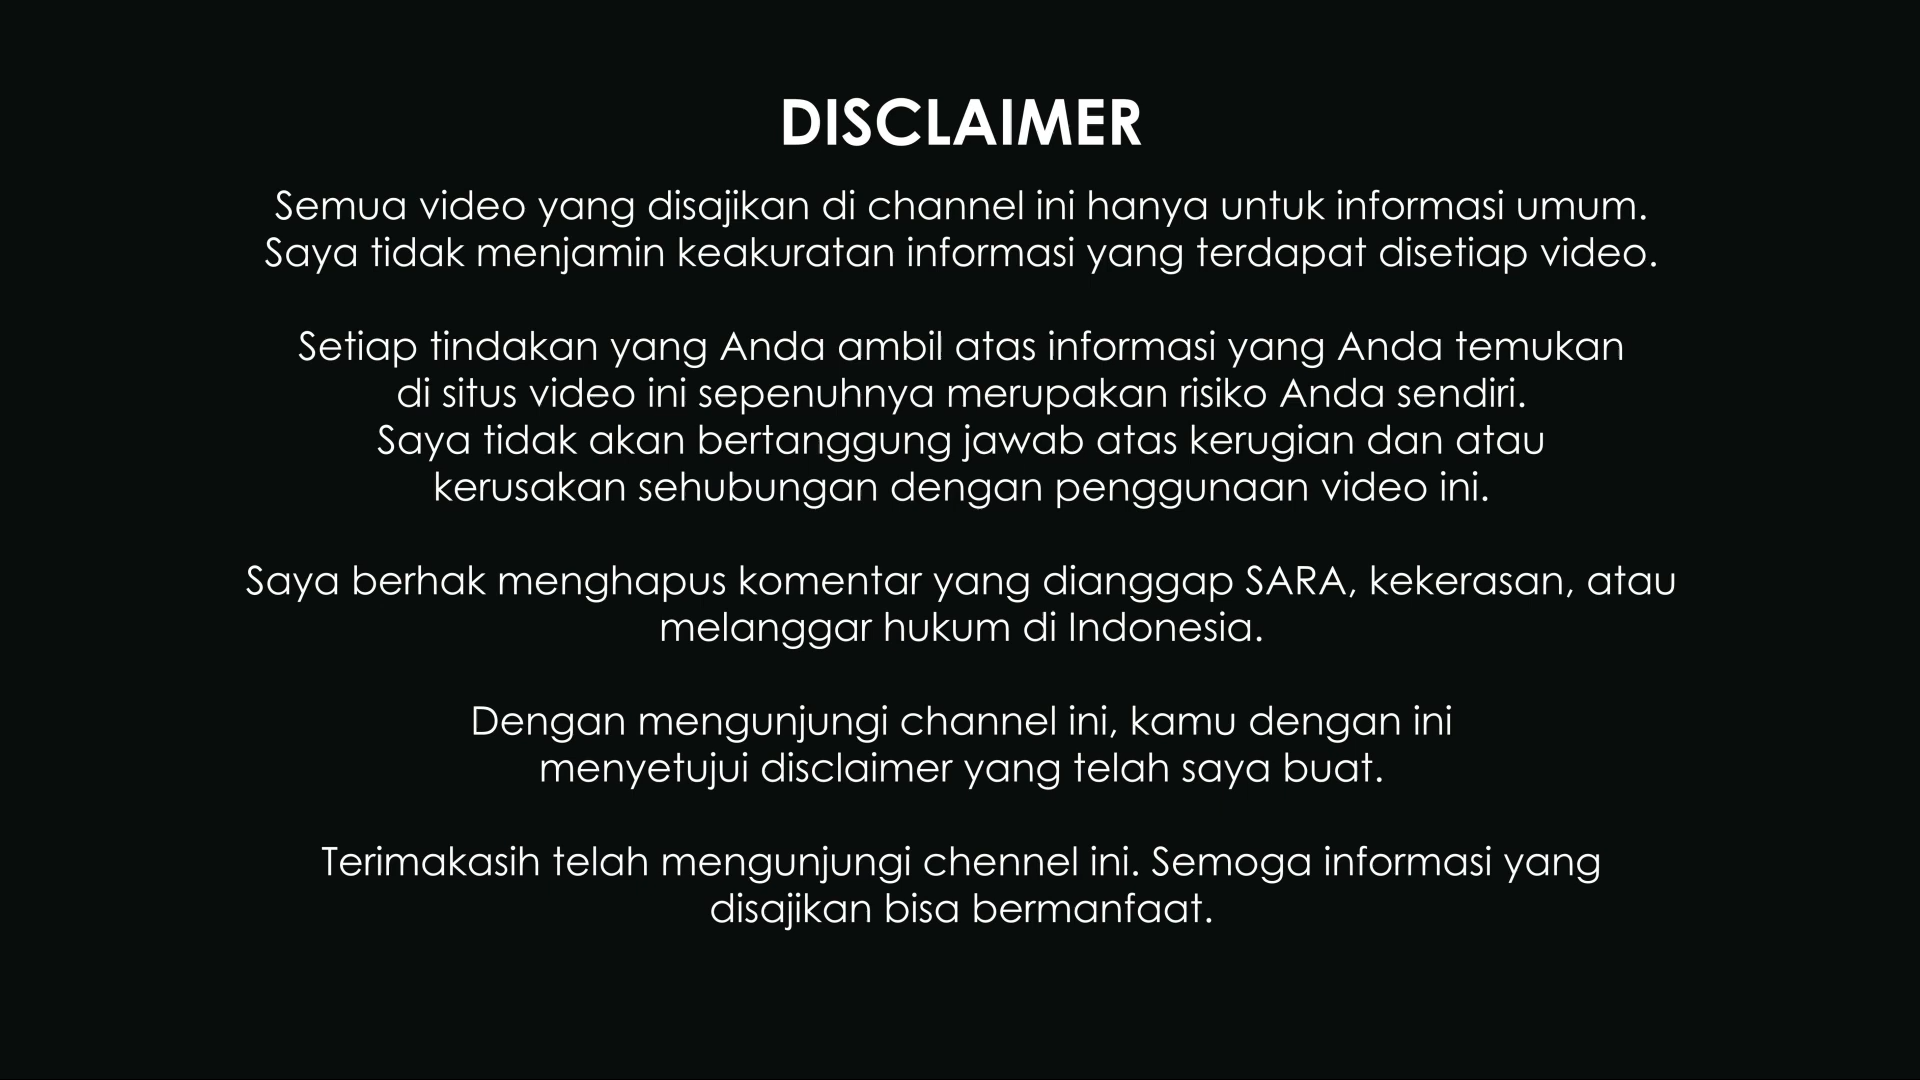 DISCLAIMER
Semua video yang disajikan di channel ini hanya untuk informasi umum.
Saya tidak menjamin keakuratan informasi yang terdapat disetiap video.
Setiap tindakan yang Anda ambil atas informasi yang Anda temukan
di situs video ini sepenuhnya merupakan risiko Anda sendiri.
Saya tidak akan bertanggung jawab atas kerugian dan atau
kerusakan sehubungan dengan penggunaan video ini.
Saya berhak menghapus komentar yang dianggap SARA, kekerasan, atau
melanggar hukum di Indonesia.
Dengan mengunjungi channel ini, kamu dengan ini
menyetujui disclaimer yang telah saya buat.
Terimakasih telah mengunjungi chennel ini. Semoga informasi yang
disajikan bisa bermanfaat.